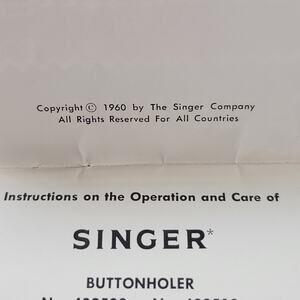 Copyright © 1960 by The Singer Company
All Rights Reserved For All Countries
Instructions on the Operation and Care of
SINGER*
BUTTONHOLER